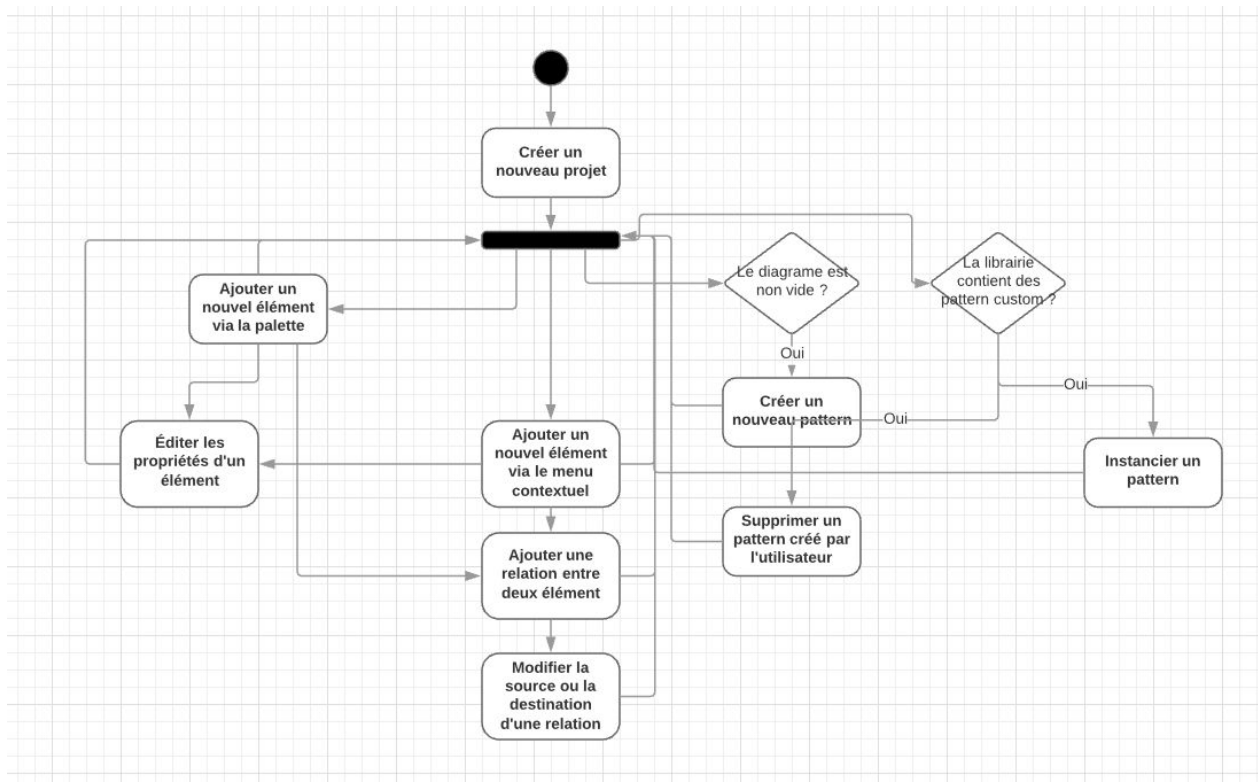 Créer un
nouveau projet
Le diagrame est
non vide ?
La librairie
contient des
pattern custom ?
Ajouter un
nouvel élément
via la palette
Oui
Oui
Créer un
nouveau pattern
Oui
Éditer les
propriétés d'un
élément
Ajouter un
nouvel élément
via le menu
contextuel
Instancier un
pattern
Supprimer un
pattern créé par
l'utilisateur
Ajouter une
relation entre
deux élément
Modifier la
source ou la
destination
d'une relation